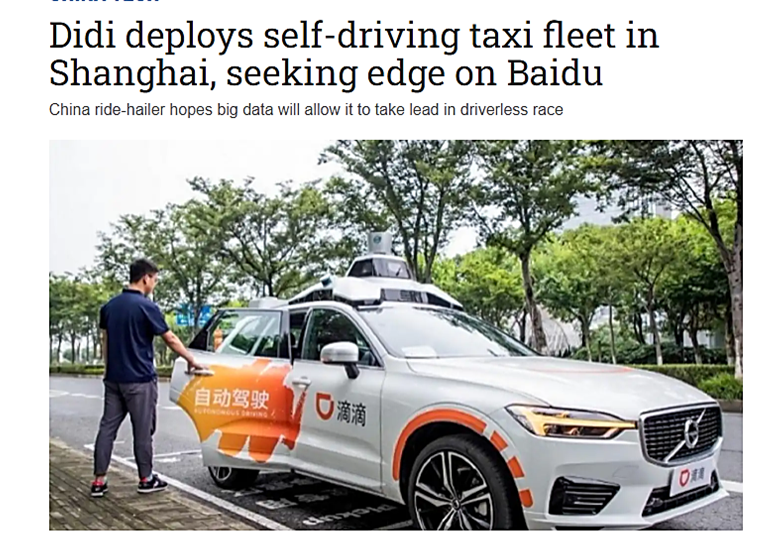 Didi deploys self-driving taxi fleet in
Shanghai, seeking edge on Baidu
China ride-hailer hopes big data will allow it to take lead in driverless race
自动驾驶
AUTONOMOUS DRIVING
滴滴
滴滴
Pickup